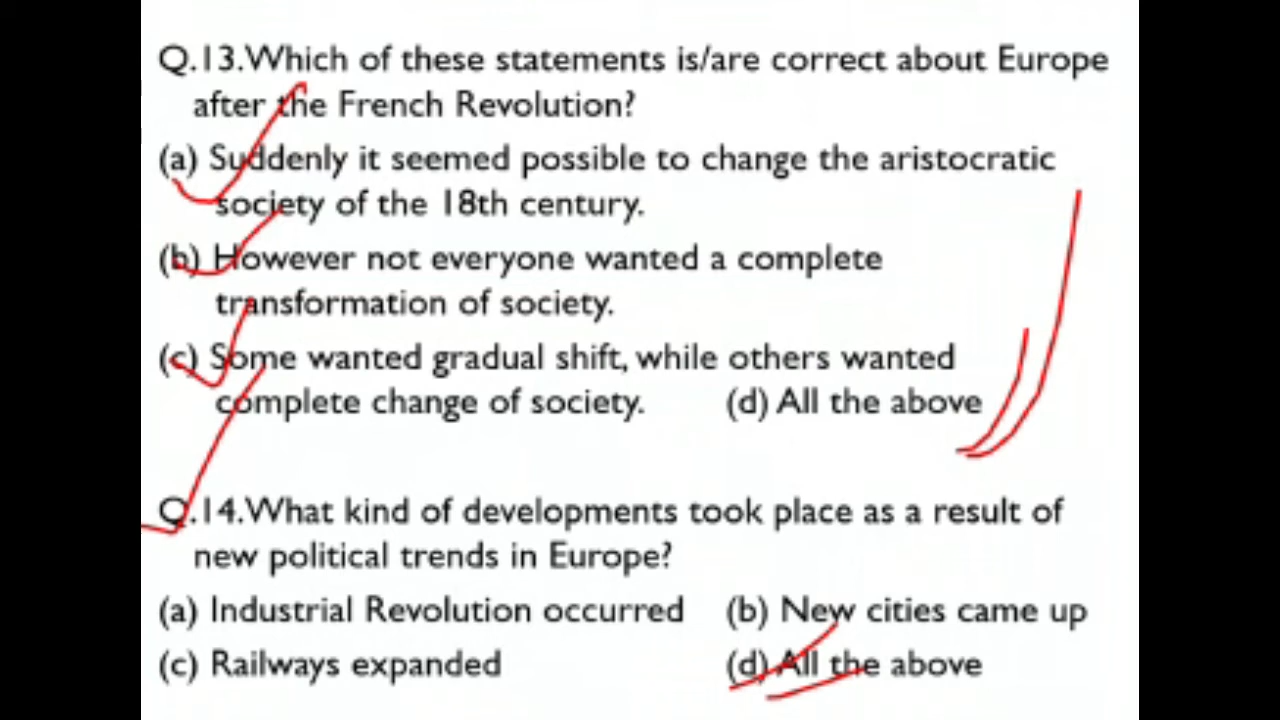 Q.13.Which of these statements is/are correct about Europe
after the French Revolution?
(a) Suddenly it seemed possible to change the aristocratic
society of the 18th century.
(b) However not everyone wanted a complete
transformation of society.
(c) Some wanted gradual shift, while others wanted
complete change of society. (d) All the above
Q.14.What kind of developments took place as a result of
new political trends in Europe?
(a) Industrial Revolution occurred (b) New cities came up
(c) Railways expanded (d) All the above